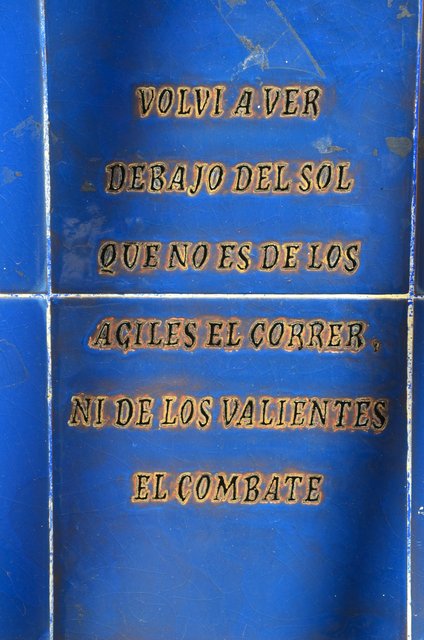 VOLVI A VER
DEBAJO DEL SOL
QUE NO ES DE LOS
AGILES EL CORRER,
NI DE LOS VALIENTES
EL COMBATE